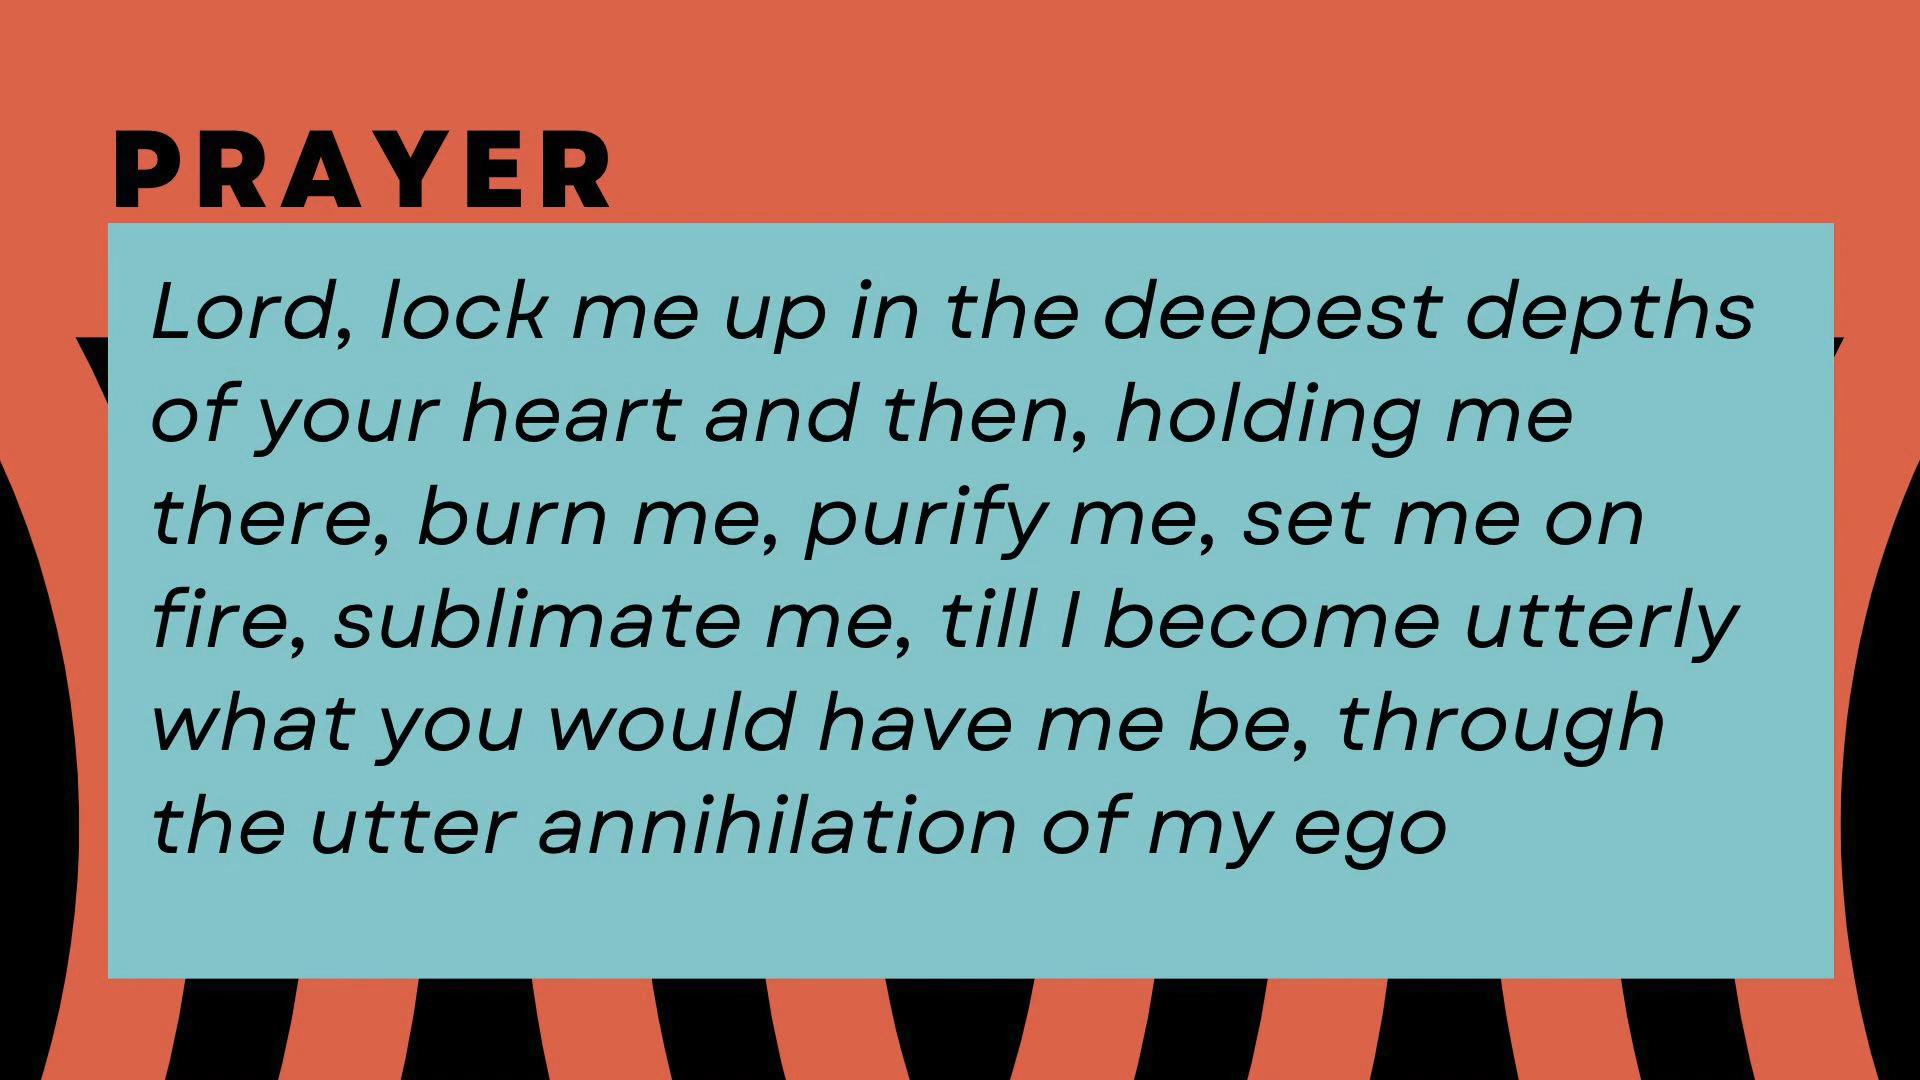 PRAYER
Lord, lock me up in the deepest depths
of your heart and then, holding me
there, burn me, purify me, set me on
fire, sublimate me, till I become utterly
what you would have me be, through
the utter annihilation of my ego